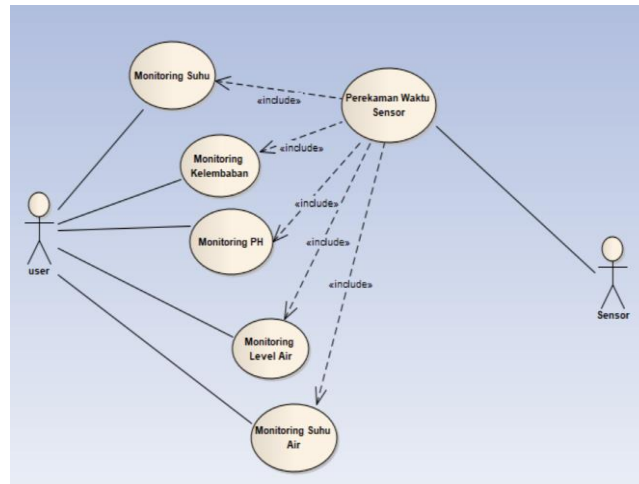 Monitoring Suhu
«include»
Perekaman Waktu
Sensor
Monitoring
Kelembaban
«include»
Monitoring PH
«include»
user
«include»
«include»
Sensor
Monitoring
Level Air
Monitoring Suhu
Air